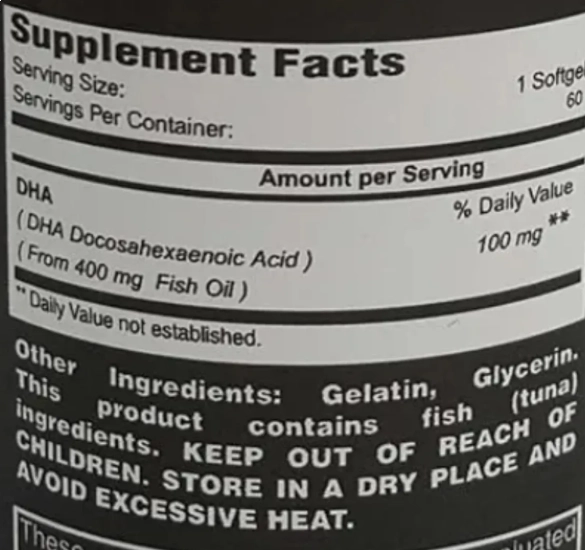 Supplement Facts
Serving Size: 1 Softgel
Servings Per Container: 60
Amount per Serving
% Daily Value
DHA 100 mg **
( DHA Docosahexaenoic Acid )
( From 400 mg Fish Oil )
** Daily Value not established.
Other Ingredients: Gelatin, Glycerin.
This product contains fish (tuna)
ingredients. KEEP OUT OF REACH OF
CHILDREN. STORE IN A DRY PLACE AND
AVOID EXCESSIVE HEAT.